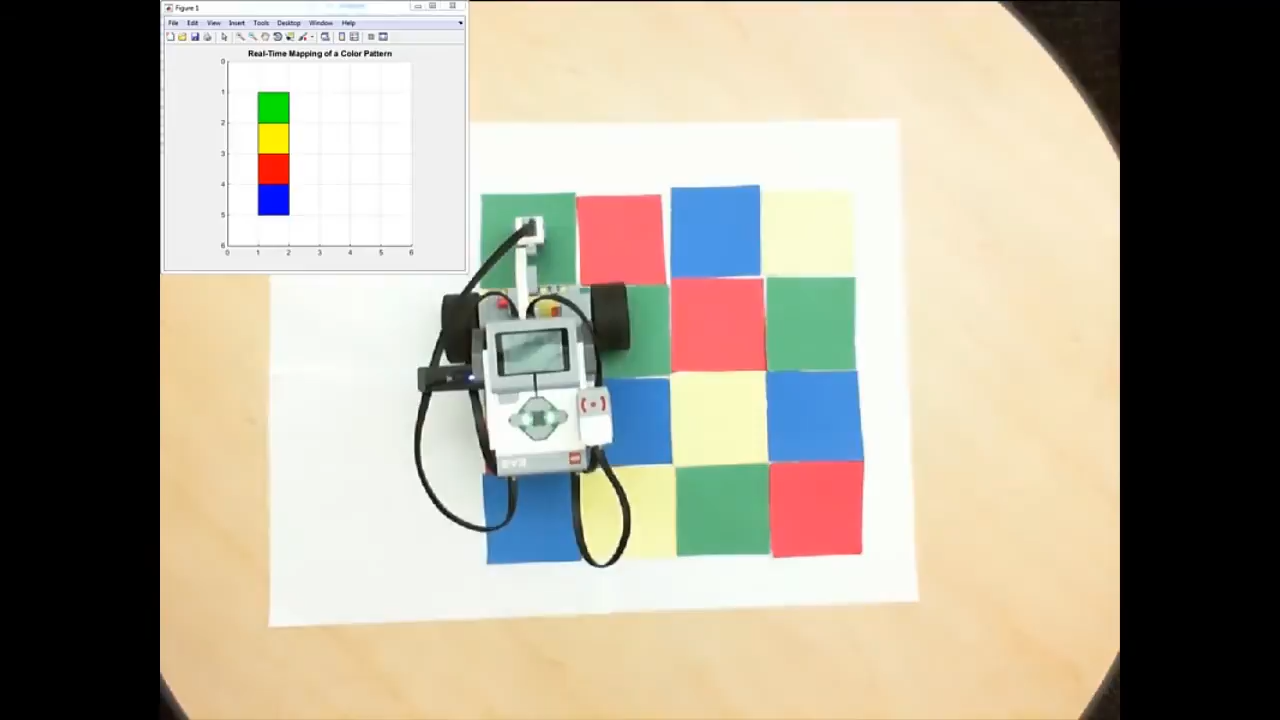 Figure 1
File Edit View Insert Tools Desktop Window Help
Real-Time Mapping of a Color Pattern
0
1
2
3
4
5
6
0 1 2 3 4 5 6
EV3